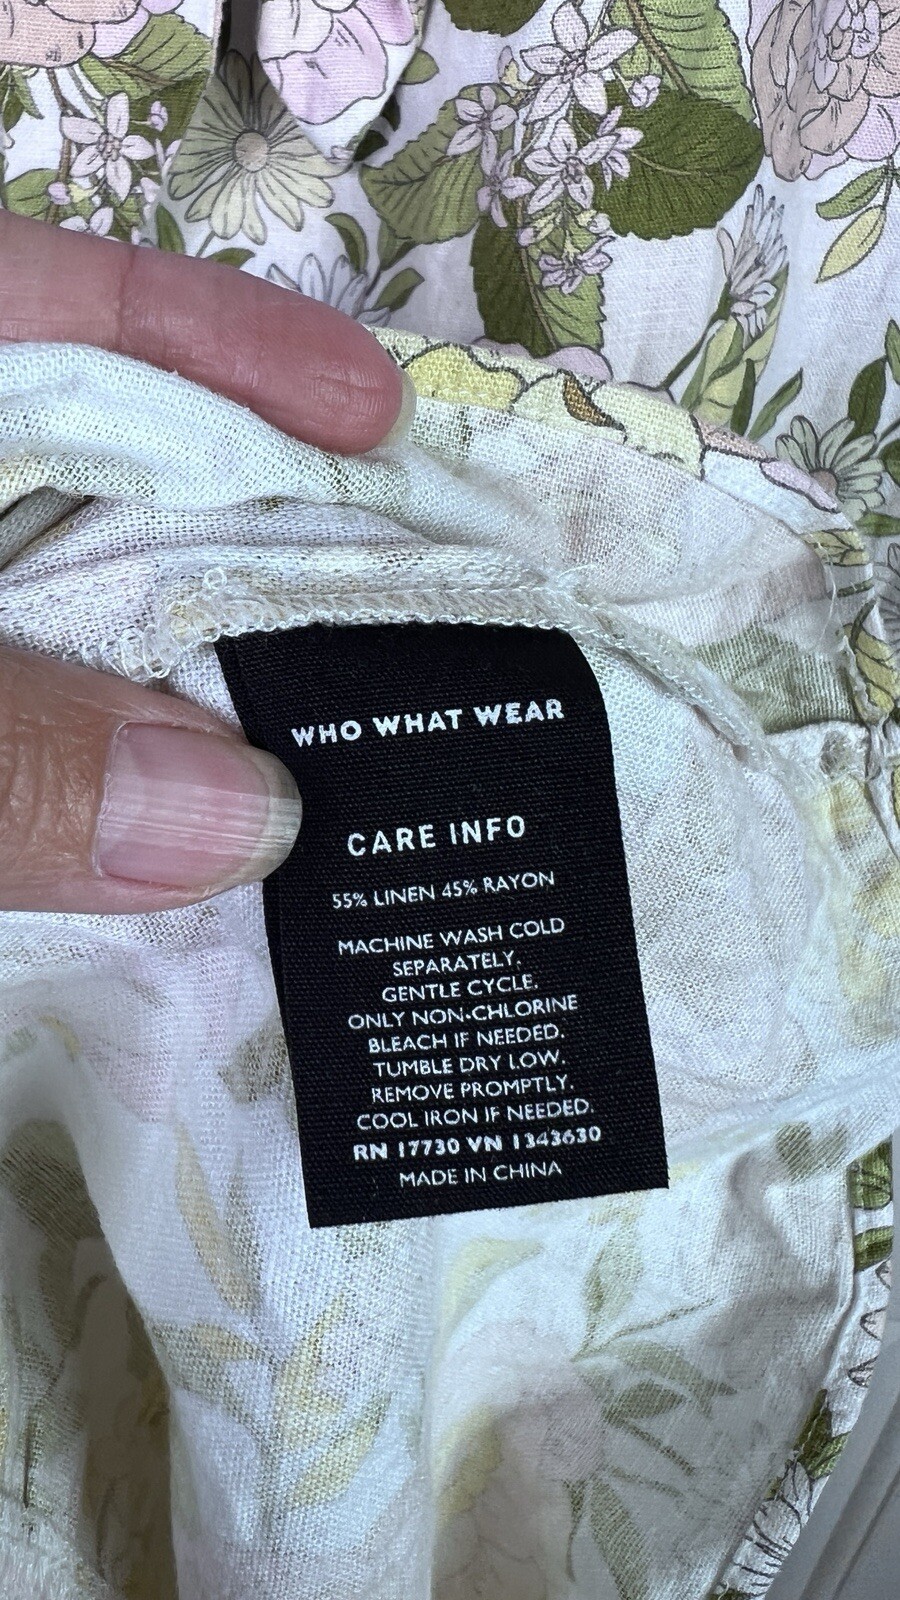 WHO WHAT WEAR
CARE INFO
55% LINEN 45% RAYON
MACHINE WASH COLD
SEPARATELY.
GENTLE CYCLE.
ONLY NON-CHLORINE
BLEACH IF NEEDED.
TUMBLE DRY LOW.
REMOVE PROMPTLY.
COOL IRON IF NEEDED.
RN 17730 VN 1343630
MADE IN CHINA